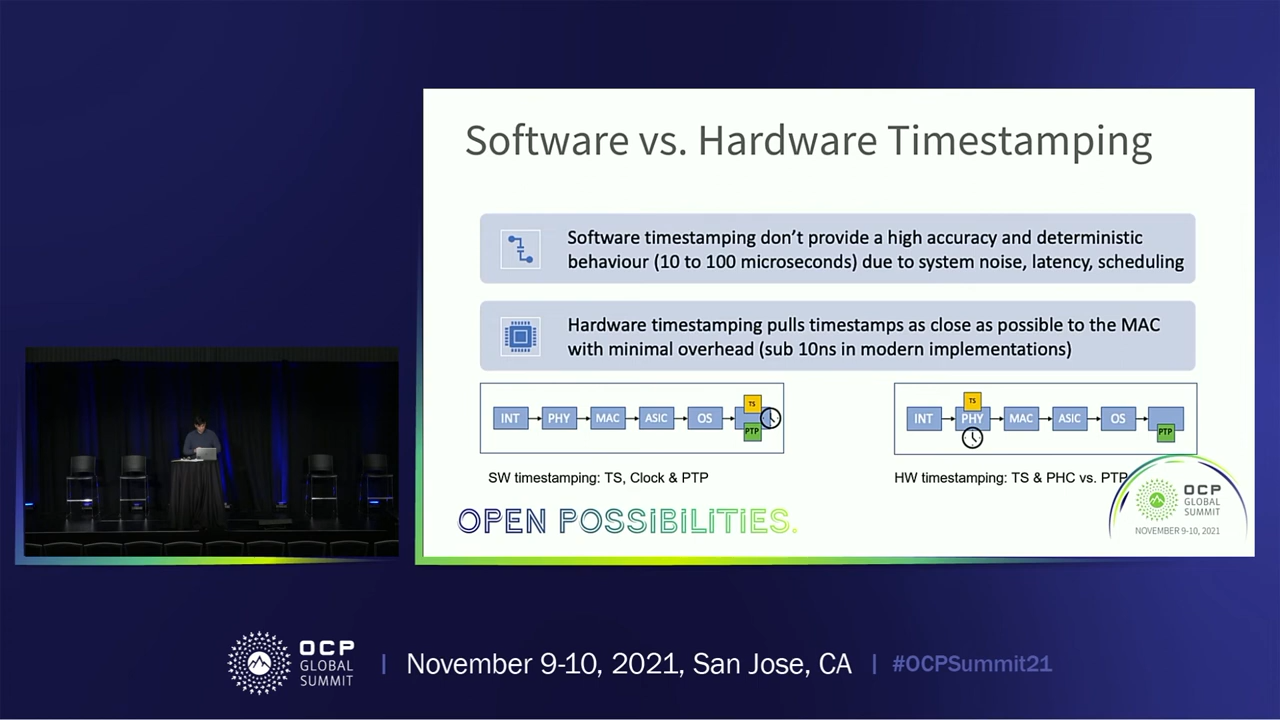 Software vs. Hardware Timestamping
Software timestamping don't provide a high accuracy and deterministic
behaviour (10 to 100 microseconds) due to system noise, latency, scheduling
Hardware timestamping pulls timestamps as close as possible to the MAC
with minimal overhead (sub 10ns in modern implementations)
TS
INT PHY MAC ASIC OS
PTP
SW timestamping: TS, Clock & PTP
TS
INT PHY MAC ASIC OS
PTP
HW timestamping: TS & PHC vs. PTP
OPEN POSSIBILITIES.
OCP
GLOBAL
SUMMIT
NOVEMBER 9-10, 2021
OCP
GLOBAL
SUMMIT
| November 9-10, 2021, San Jose, CA | #OCPSummit21